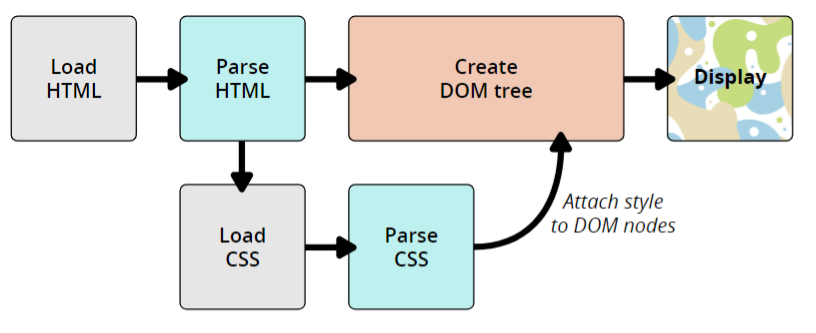 Load
HTML
Parse
HTML
Create
DOM tree
Display
Load
CSS
Parse
CSS
Attach style
to DOM nodes